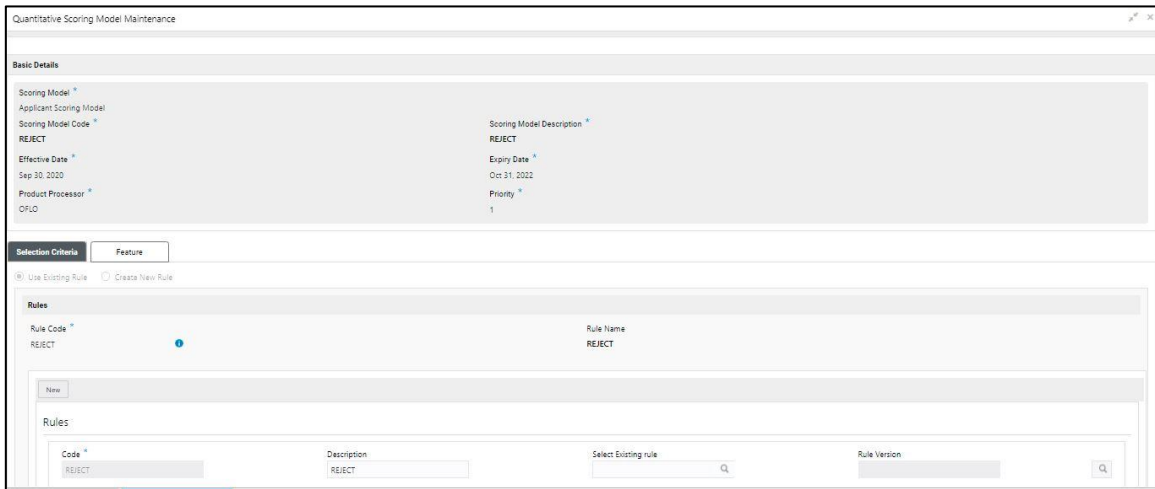 Quantitative Scoring Model Maintenance
Basic Details
Scoring Model *
Applicant Scoring Model
Scoring Model Code * Scoring Model Description *
REJECT REJECT
Effective Date * Expiry Date *
Sep 30, 2020 Oct 31, 2022
Product Processor * Priority *
OFLO 1
Selection Criteria Feature
Use Existing Rule Create New Rule
Rules
Rule Code * Rule Name
REJECT REJECT
New
Rules
Code * Description Select Existing rule Rule Version
REJECT REJECT